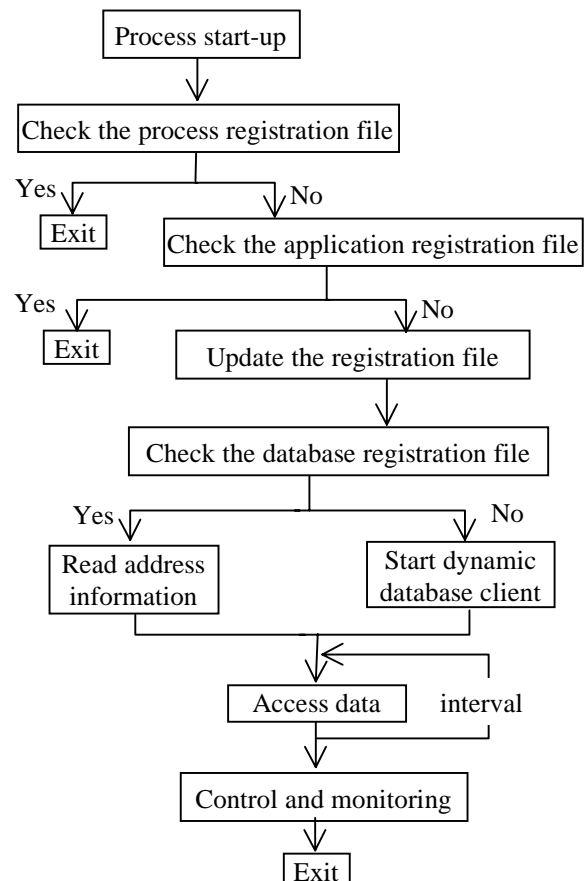 Process start-up
Check the process registration file
Yes
No
Exit
Check the application registration file
Yes
No
Exit
Update the registration file
Check the database registration file
Yes
No
Read address
information
Start dynamic
database client
Access data
interval
Control and monitoring
Exit